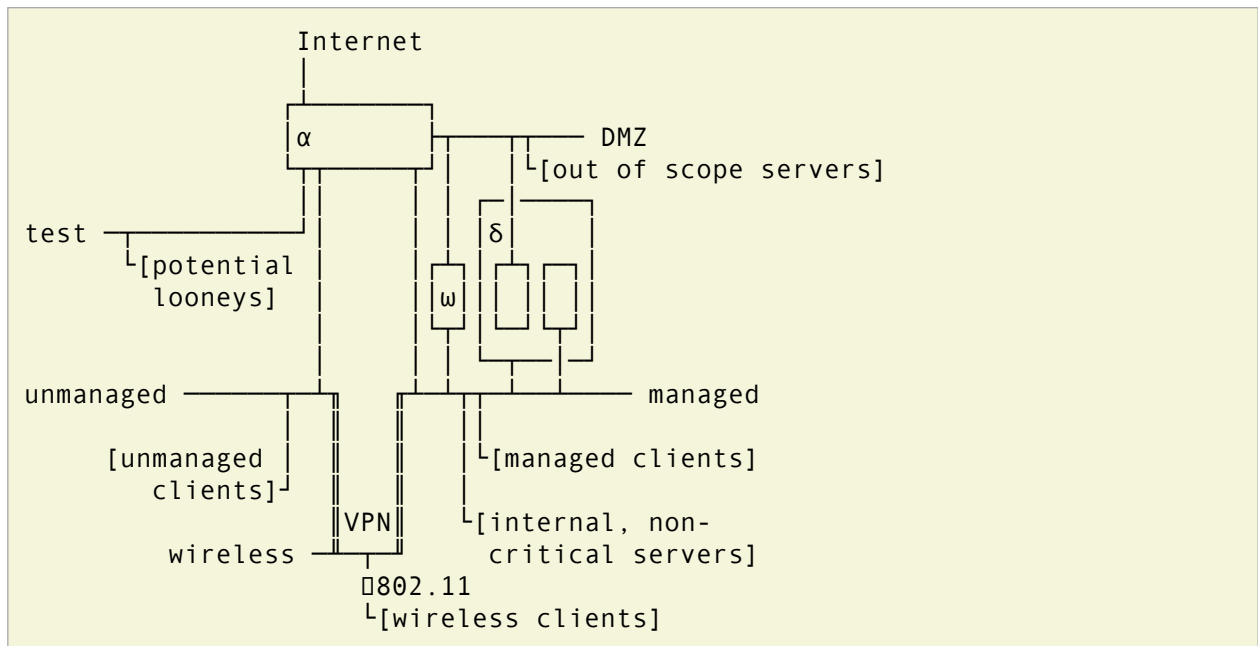 Internet
α
DMZ
[out of scope servers]
test
δ
[potential
looneys]
ω
unmanaged
managed
[unmanaged
[managed clients]
clients]
VPN
[internal, non-
wireless
critical servers]
802.11
[wireless clients]